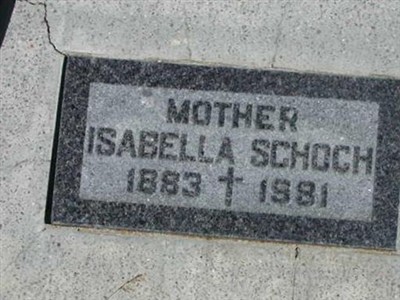 MOTHER
ISABELLA SCHOCH
1883 † 1981